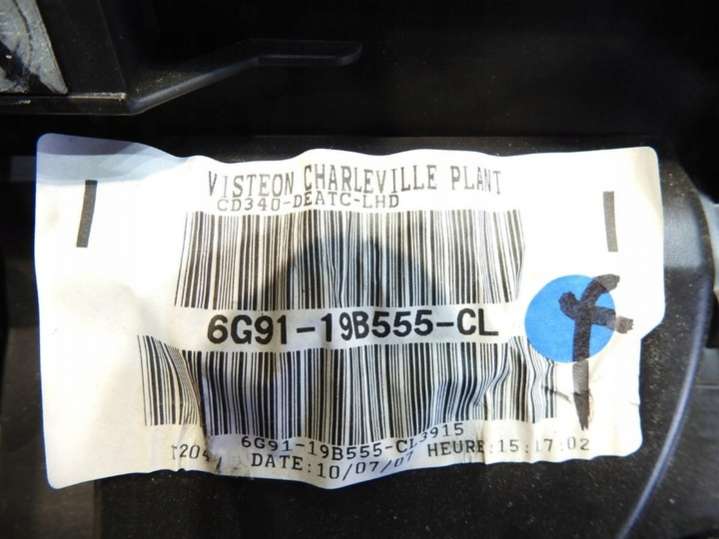 VISTEON CHARLEVILLE PLANT
CD340-DEATC-LHD
6G91-19B555-CL
6G91-19B555-CL3915
DATE:10/07/07 HEURE:15:17:02